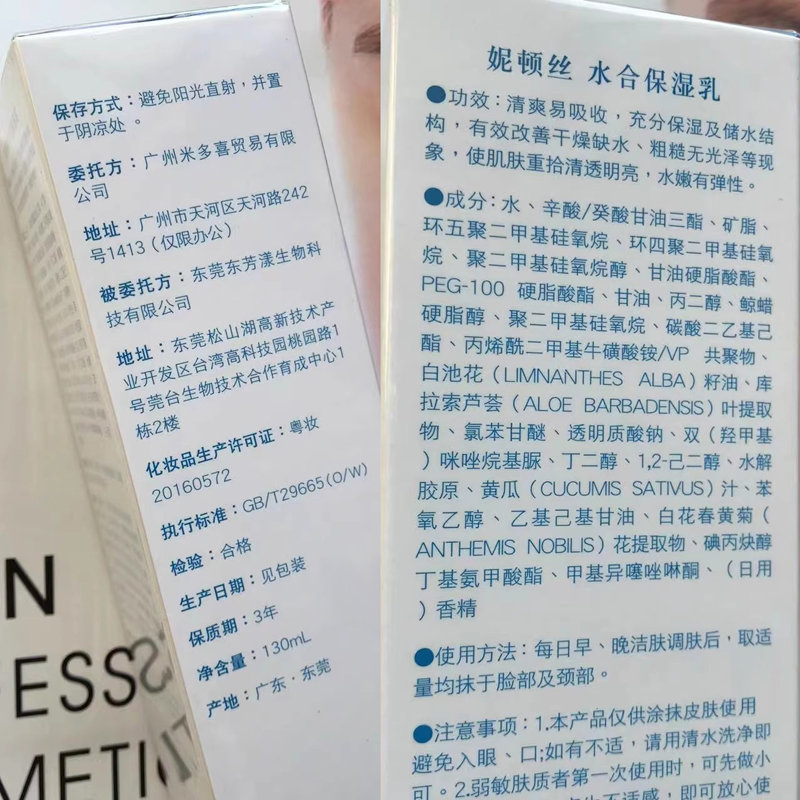 保存方式：避免阳光直射，并置
于阴凉处。
委托方：广州米多喜贸易有限
公司
地址：广州市天河区天河路242
号1413（仅限办公）
被委托方：东莞东芳漾生物科
技有限公司
地址：东莞松山湖高新技术产
业开发区台湾高科技园桃园路1
号莞台生物技术合作育成中心1
栋2楼
化妆品生产许可证：粤妆
20160572
执行标准：GB/T29665(O/W)
检验：合格
生产日期：见包装
保质期：3年
净含量：130mL
产地：广东·东莞
妮顿丝 水合保湿乳
●功效：清爽易吸收，充分保湿及储水结
构，有效改善干燥缺水、粗糙无光泽等现
象，使肌肤重拾清透明亮，水嫩有弹性。
●成分：水、辛酸/癸酸甘油三酯、矿脂、
环五聚二甲基硅氧烷、环四聚二甲基硅氧
烷、聚二甲基硅氧烷醇、甘油硬脂酸酯、
PEG-100 硬脂酸酯、甘油、丙二醇、鲸蜡
硬脂醇、聚二甲基硅氧烷、碳酸二乙基己
酯、丙烯酰二甲基牛磺酸铵/VP 共聚物、
白池花（LIMNANTHES ALBA）籽油、库
拉索芦荟（ALOE BARBADENSIS）叶提取
物、氯苯甘醚、透明质酸钠、双（羟甲基
）咪唑烷基脲、丁二醇、1,2-己二醇、水解
胶原、黄瓜（CUCUMIS SATIVUS）汁、苯
氧乙醇、乙基己基甘油、白花春黄菊（
ANTHEMIS NOBILIS）花提取物、碘丙炔醇
丁基氨甲酸酯、甲基异噻唑啉酮、（日用
）香精
●使用方法：每日早、晚洁肤调肤后，取适
量均抹于脸部及颈部。
●注意事项：1.本产品仅供涂抹皮肤使用
避免入眼、口;如有不适，请用清水洗净即
可。2.弱敏肤质者第一次使用时，可先做小
不适感，即可放心使
N
ESS
METI